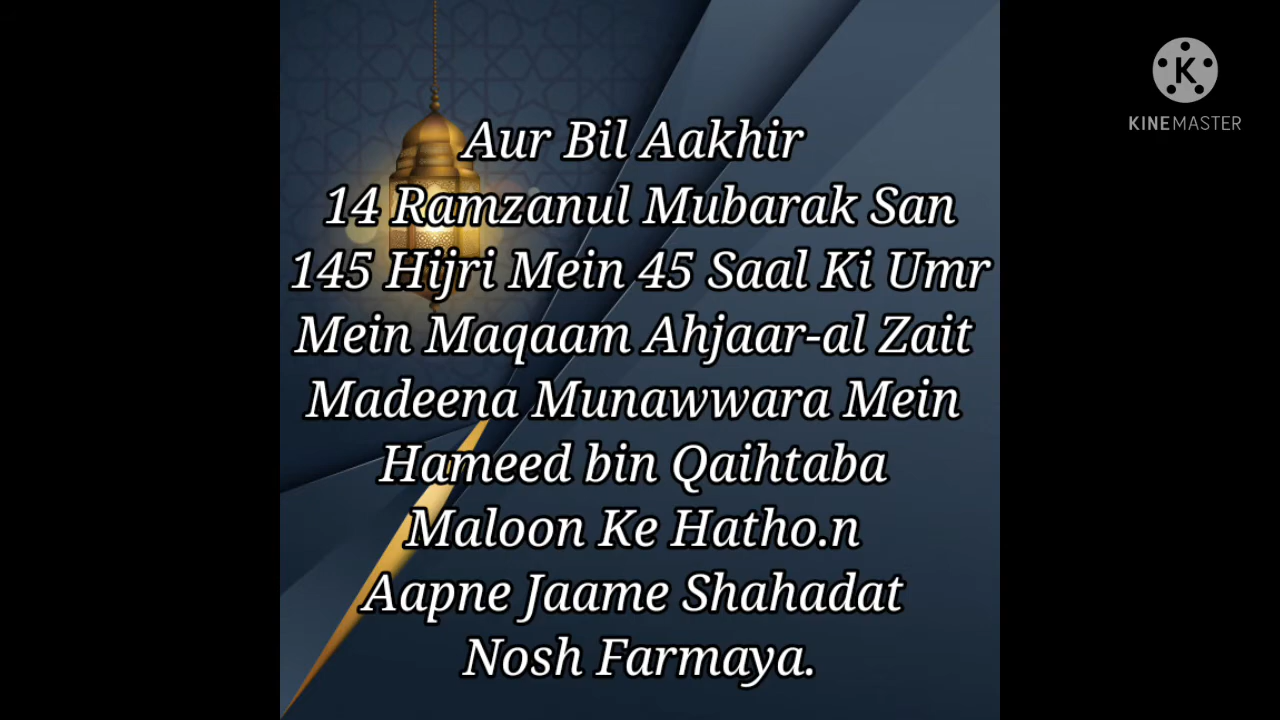 Aur Bil Aakhir
14 Ramzanul Mubarak San
145 Hijri Mein 45 Saal Ki Umr
Mein Maqaam Ahjaar-al Zait
Madeena Munawwara Mein
Hameed bin Qaihtaba
Maloon Ke Hatho.n
Aapne Jaame Shahadat
Nosh Farmaya.
K
KINEMASTER